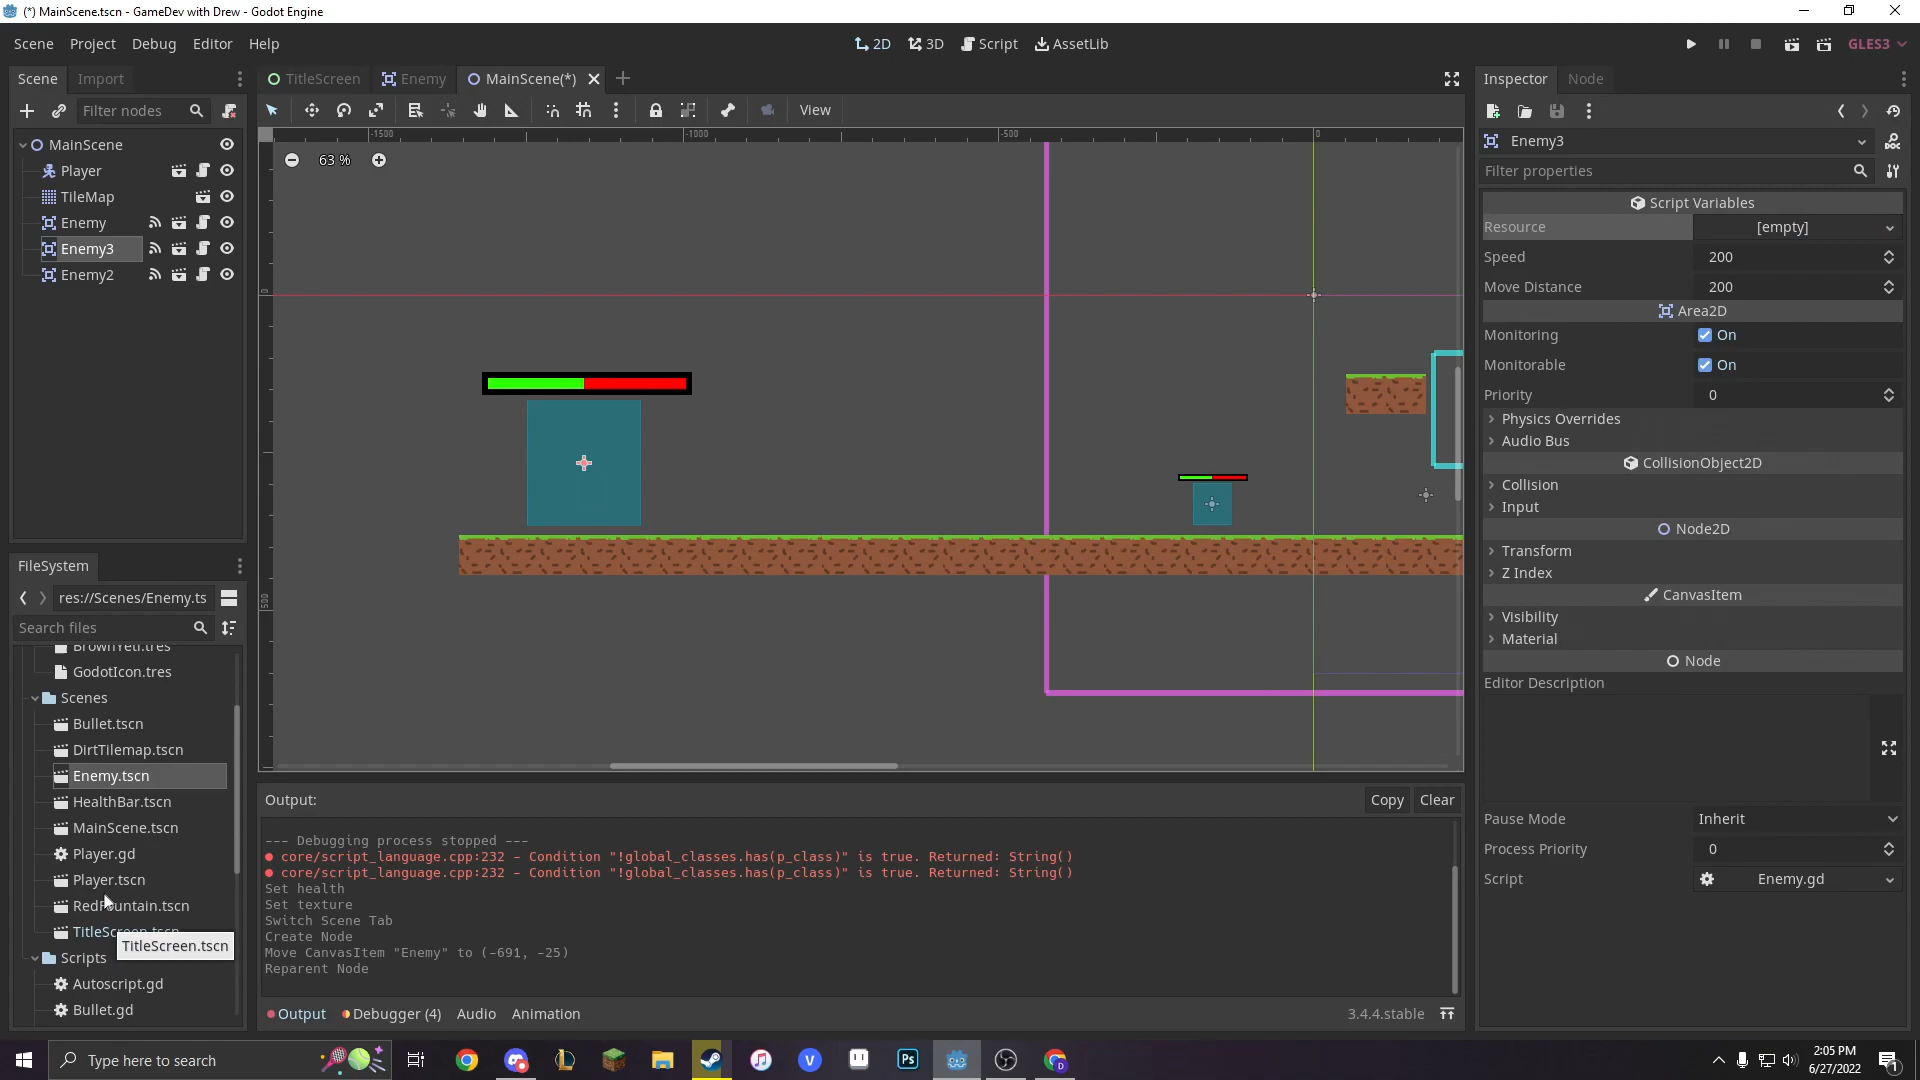 (*) MainScene.tscn - GameDev with Drew - Godot Engine
Scene Project Debug Editor Help
2D 3D Script AssetLib
GLES3
Scene Import
TitleScreen Enemy MainScene(*)
Inspector Node
Filter nodes
View
Enemy3
Filter properties
-1500 -1000 -500 0
63 %
MainScene
Player
TileMap
Enemy
Enemy3
Enemy2
0
500
Script Variables
Resource [empty]
Speed 200
Move Distance 200
Area2D
Monitoring On
Monitorable On
Priority 0
Physics Overrides
Audio Bus
CollisionObject2D
Collision
Input
Node2D
Transform
Z Index
CanvasItem
Visibility
Material
Node
Editor Description
Pause Mode Inherit
Process Priority 0
Script Enemy.gd
FileSystem
res://Scenes/Enemy.ts
Search files
BrownYeti.tres
GodotIcon.tres
Scenes
Bullet.tscn
DirtTilemap.tscn
Enemy.tscn
HealthBar.tscn
MainScene.tscn
Player.gd
Player.tscn
RedFountain.tscn
TitleScreen.tscn
TitleScreen.tscn
Scripts
Autoscript.gd
Bullet.gd
Output:
Copy Clear
--- Debugging process stopped ---
core/script_language.cpp:232 - Condition "!global_classes.has(p_class)" is true. Returned: String()
core/script_language.cpp:232 - Condition "!global_classes.has(p_class)" is true. Returned: String()
Set health
Set texture
Switch Scene Tab
Create Node
Move CanvasItem "Enemy" to (-691, -25)
Reparent Node
Output Debugger (4) Audio Animation
3.4.4.stable
Type here to search
2:05 PM
6/27/2022
1